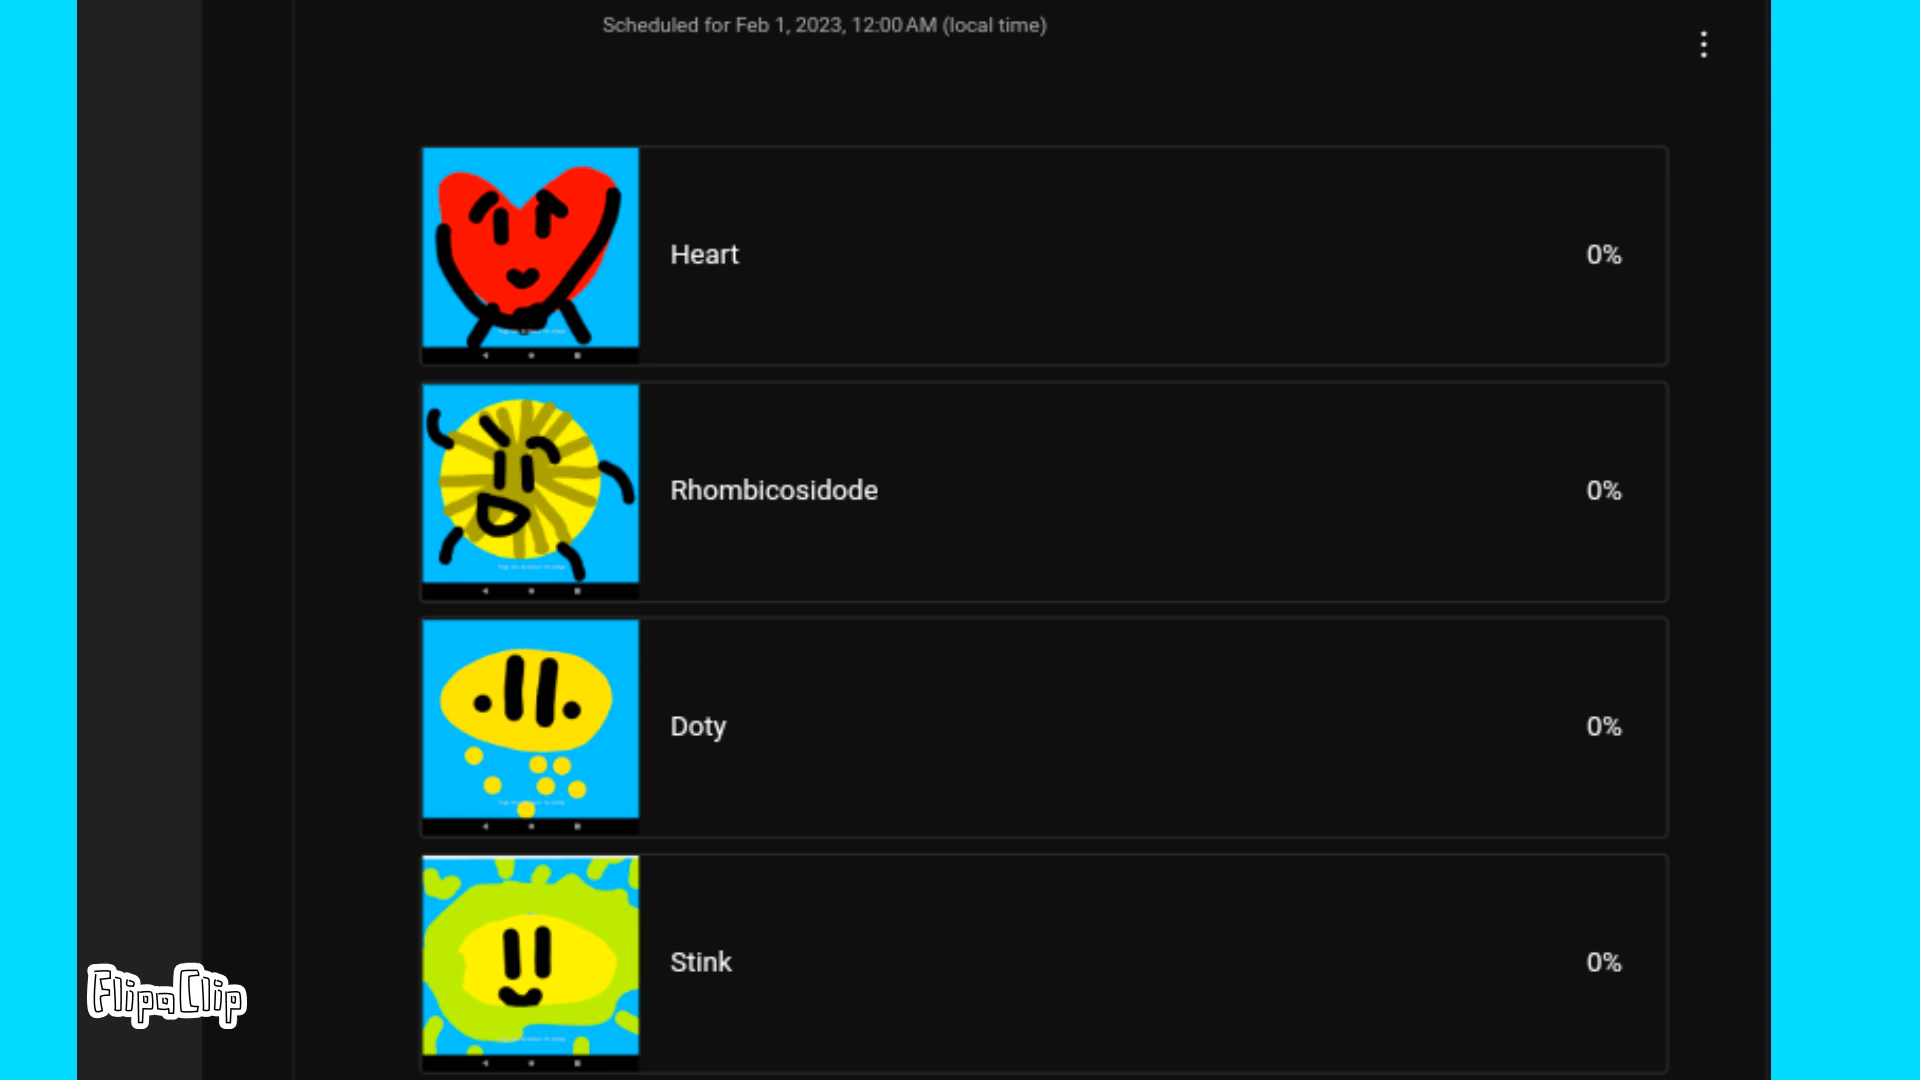 Scheduled for Feb 1, 2023, 12:00 AM (local time)
Heart
0%
Rhombicosidode
0%
Doty
0%
Stink
0%
FlipaClip